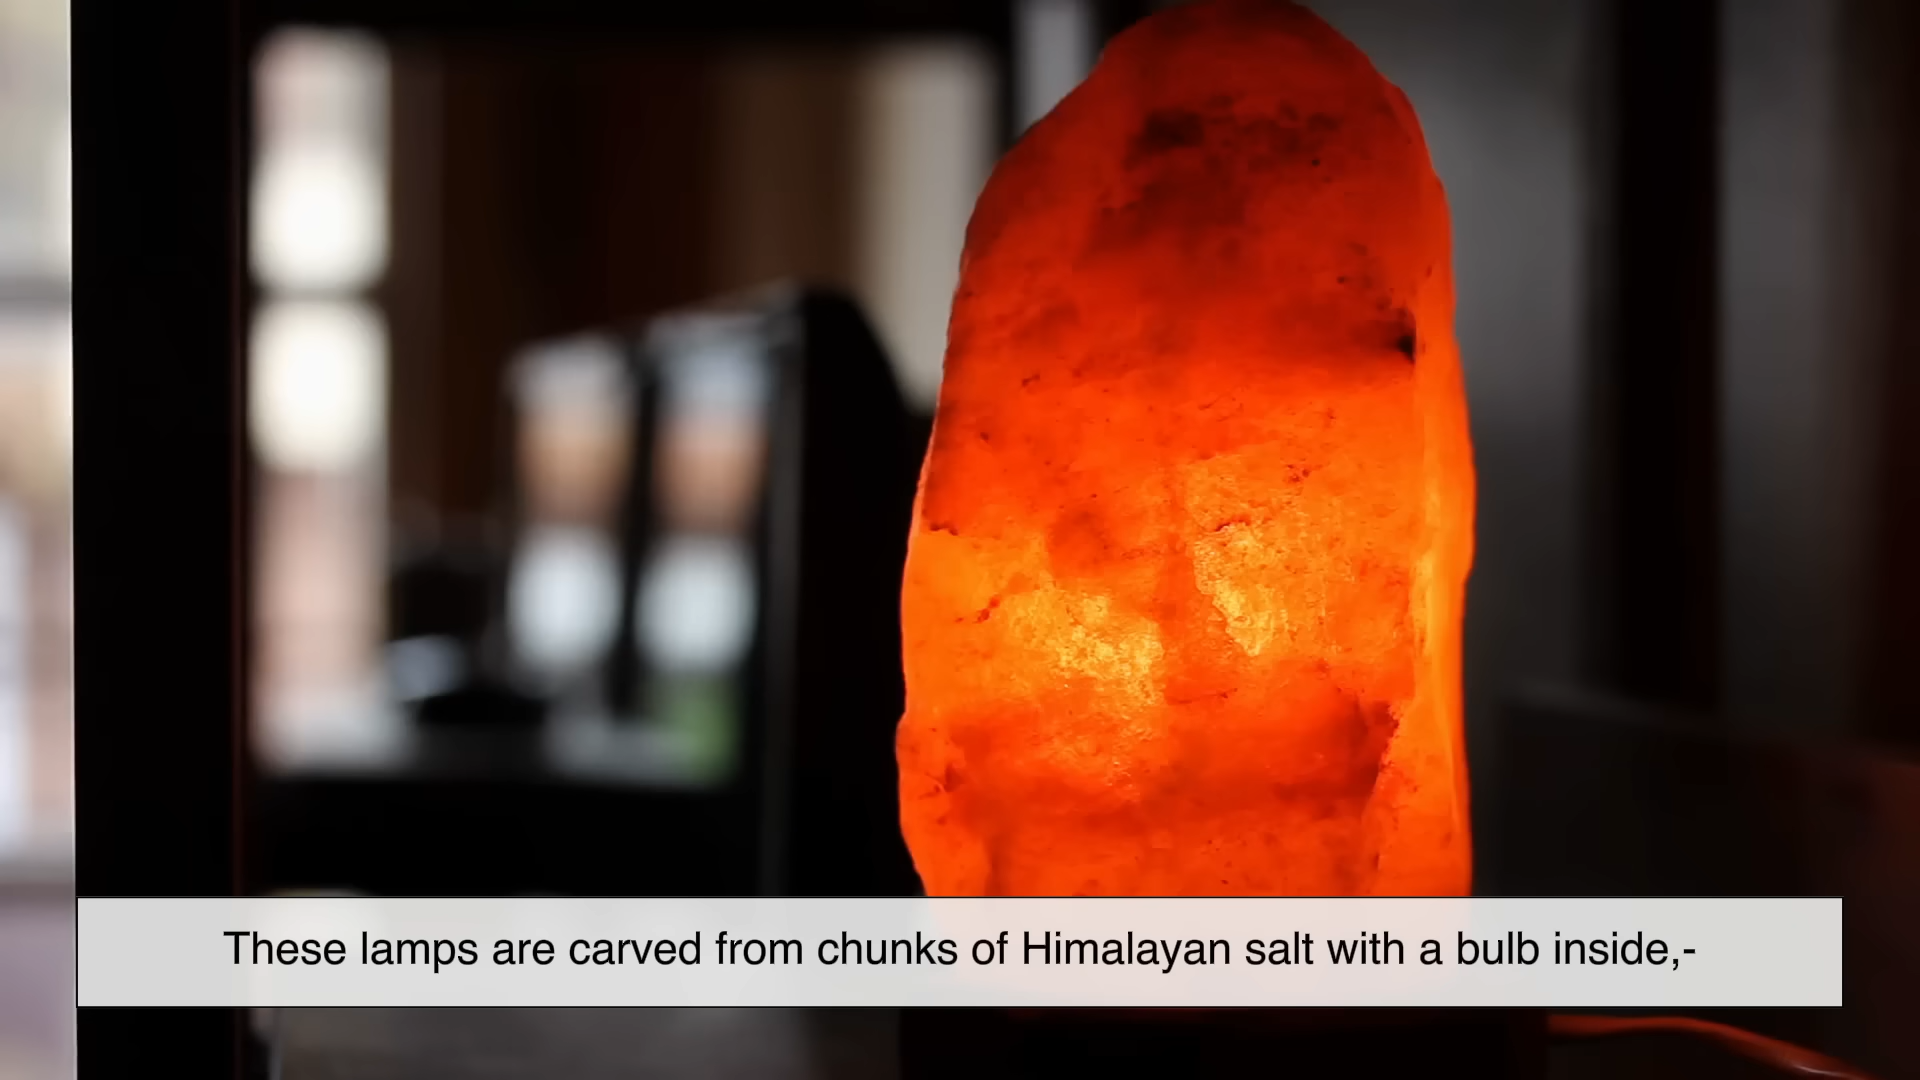 These lamps are carved from chunks of Himalayan salt with a bulb inside,-